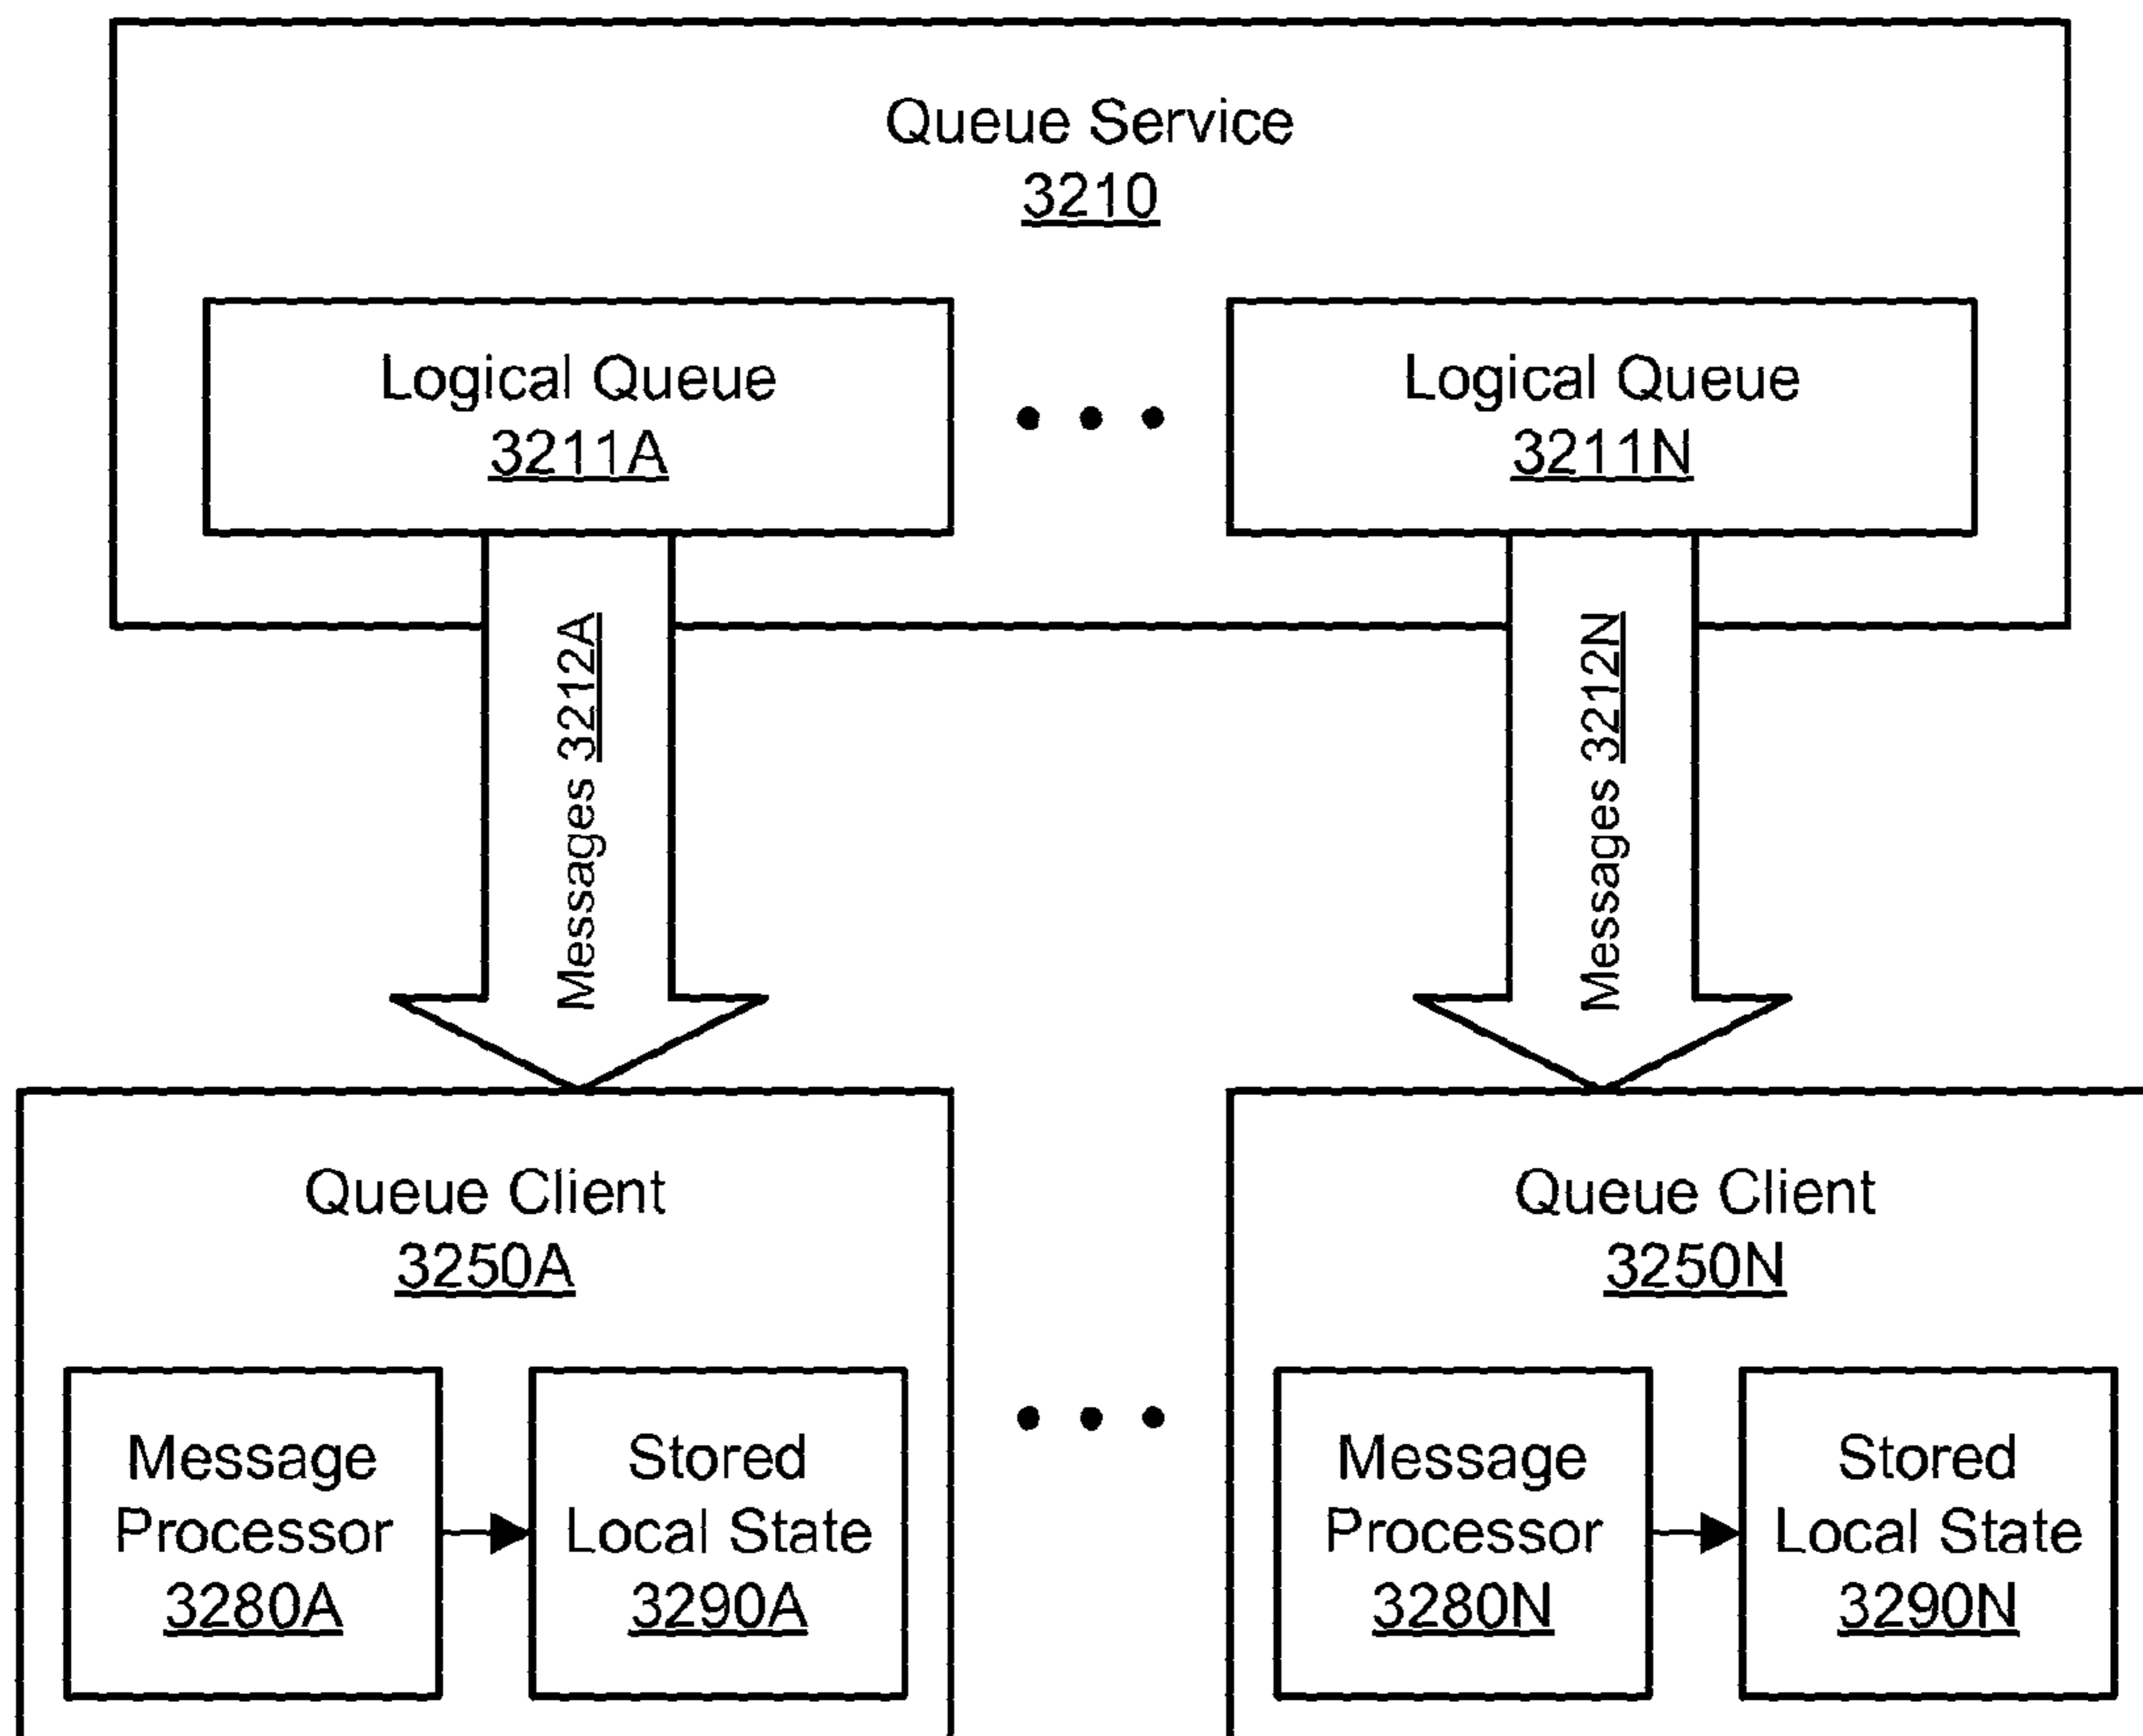 Queue Service
3210
Logical Queue
3211A
Logical Queue
3211N
Messages 3212A
Messages 3212N
Queue Client
3250A
Queue Client
3250N
Message
Processor
3280A
Stored
Local State
3290A
Message
Processor
3280N
Stored
Local State
3290N